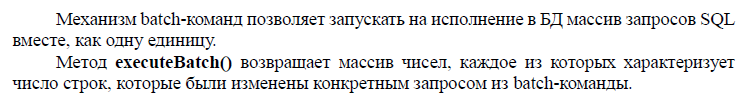 Механизм batch-команд позволяет запускать на исполнение в БД массив запросов SQL
вместе, как одну единицу.
Метод executeBatch() возвращает массив чисел, каждое из которых характеризует
число строк, которые были изменены конкретным запросом из batch-команды.